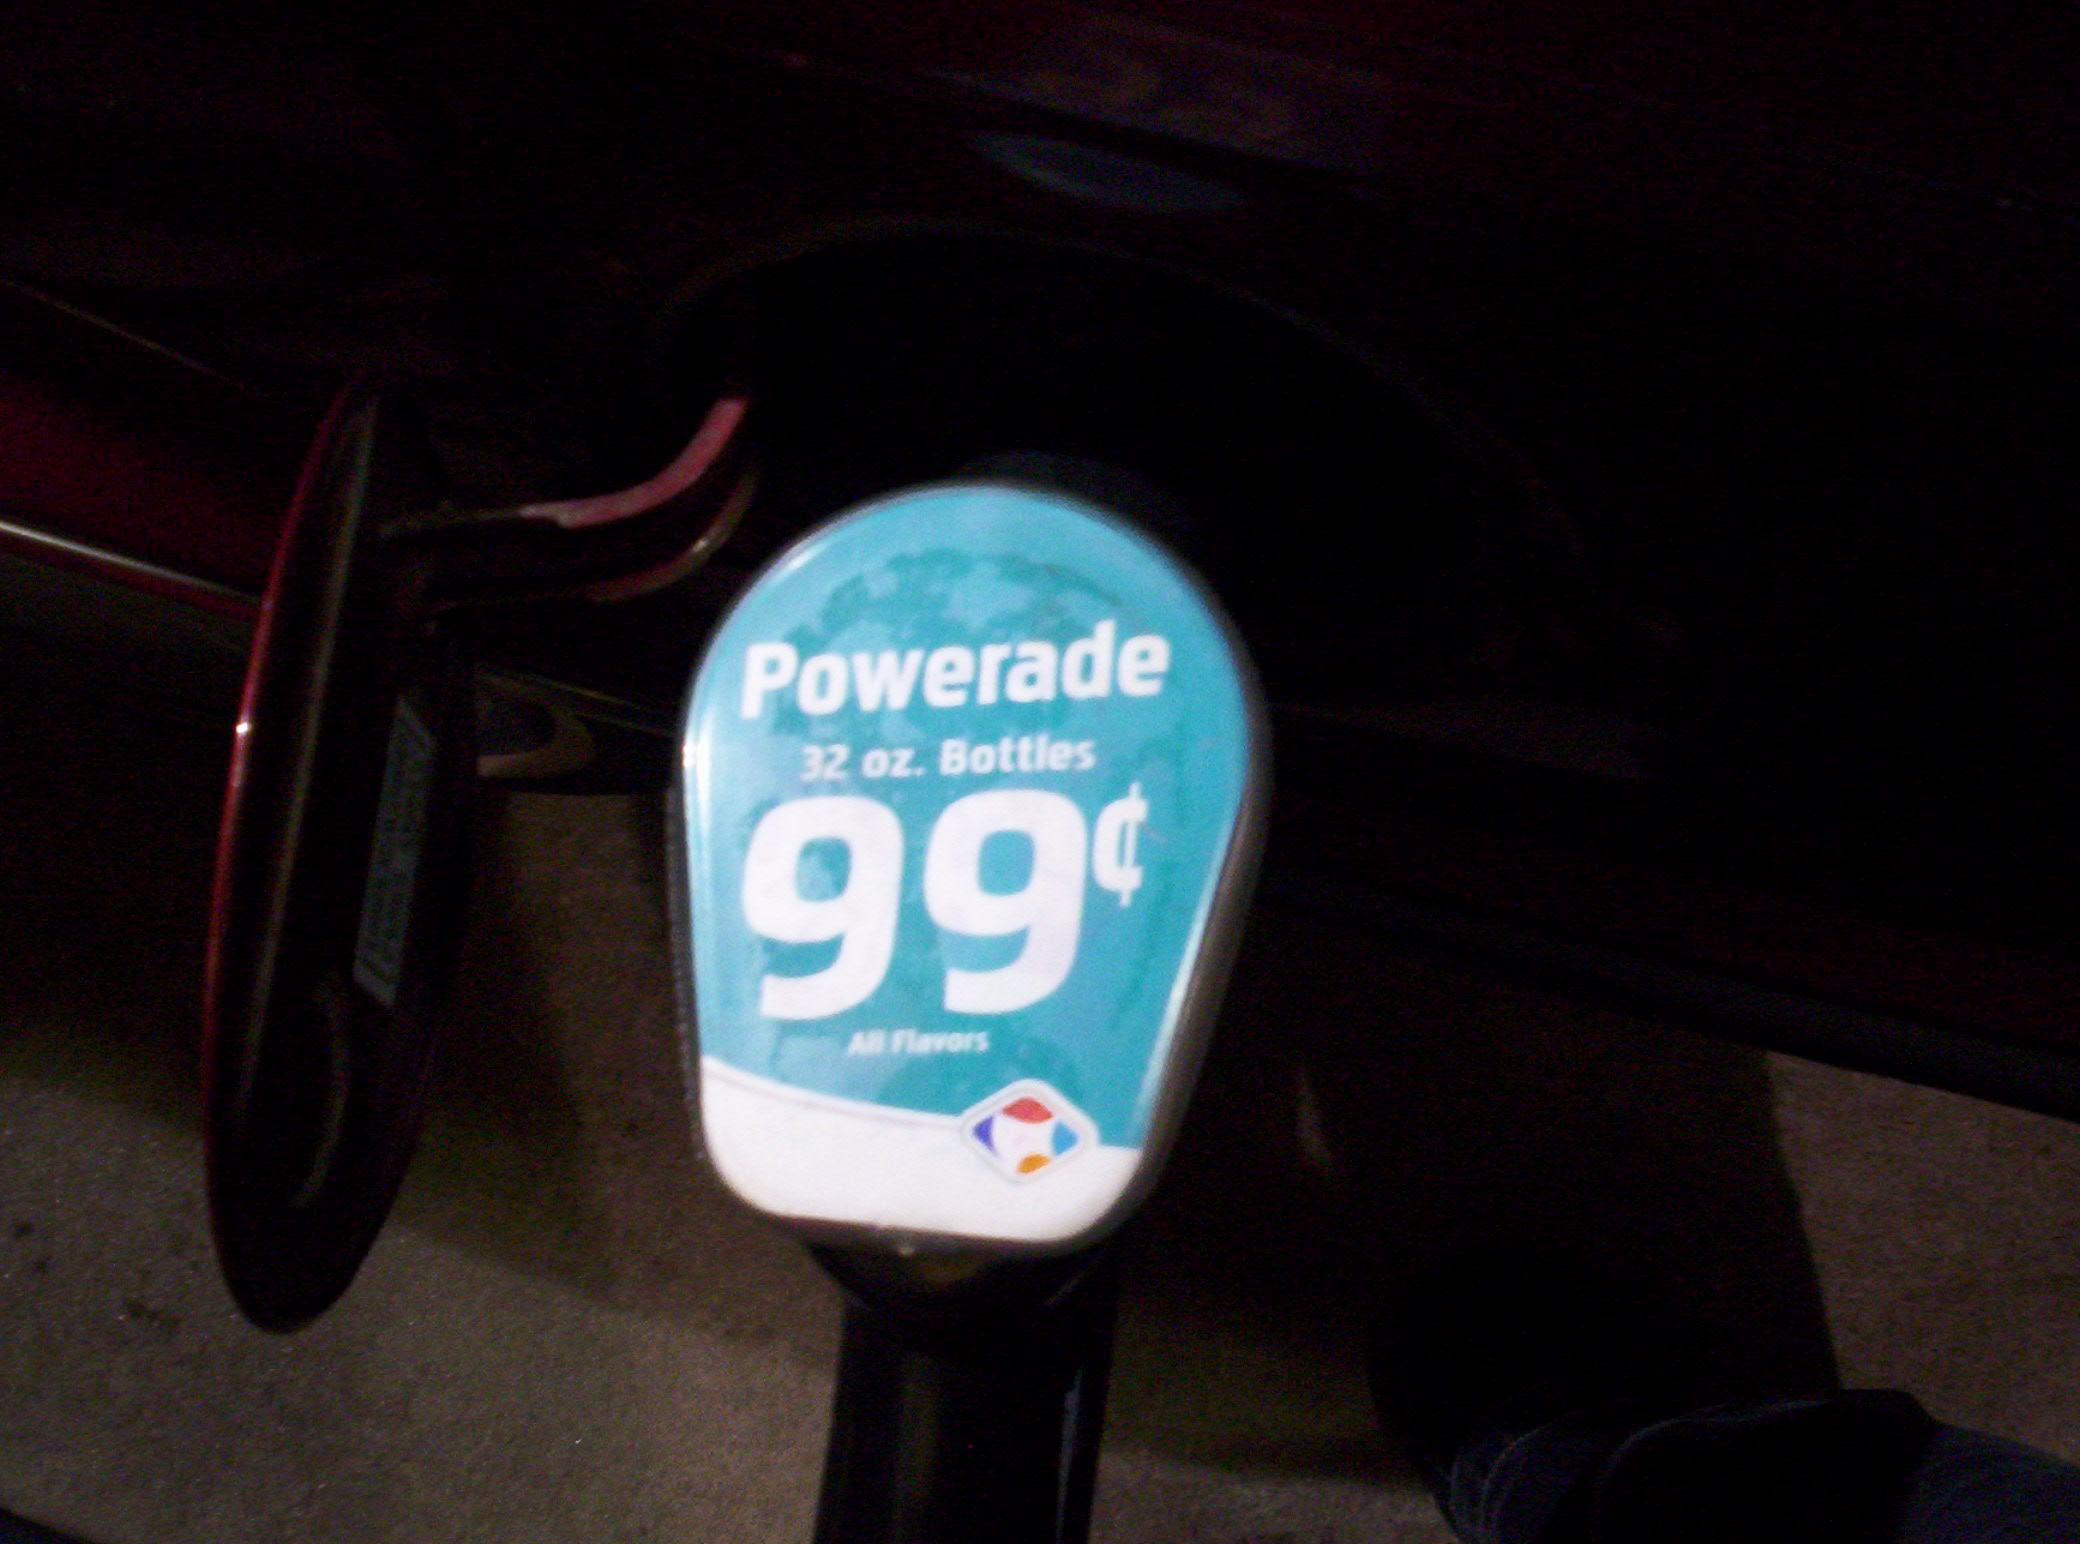 Powerade
32 oz. Bottles
99¢
All Flavors